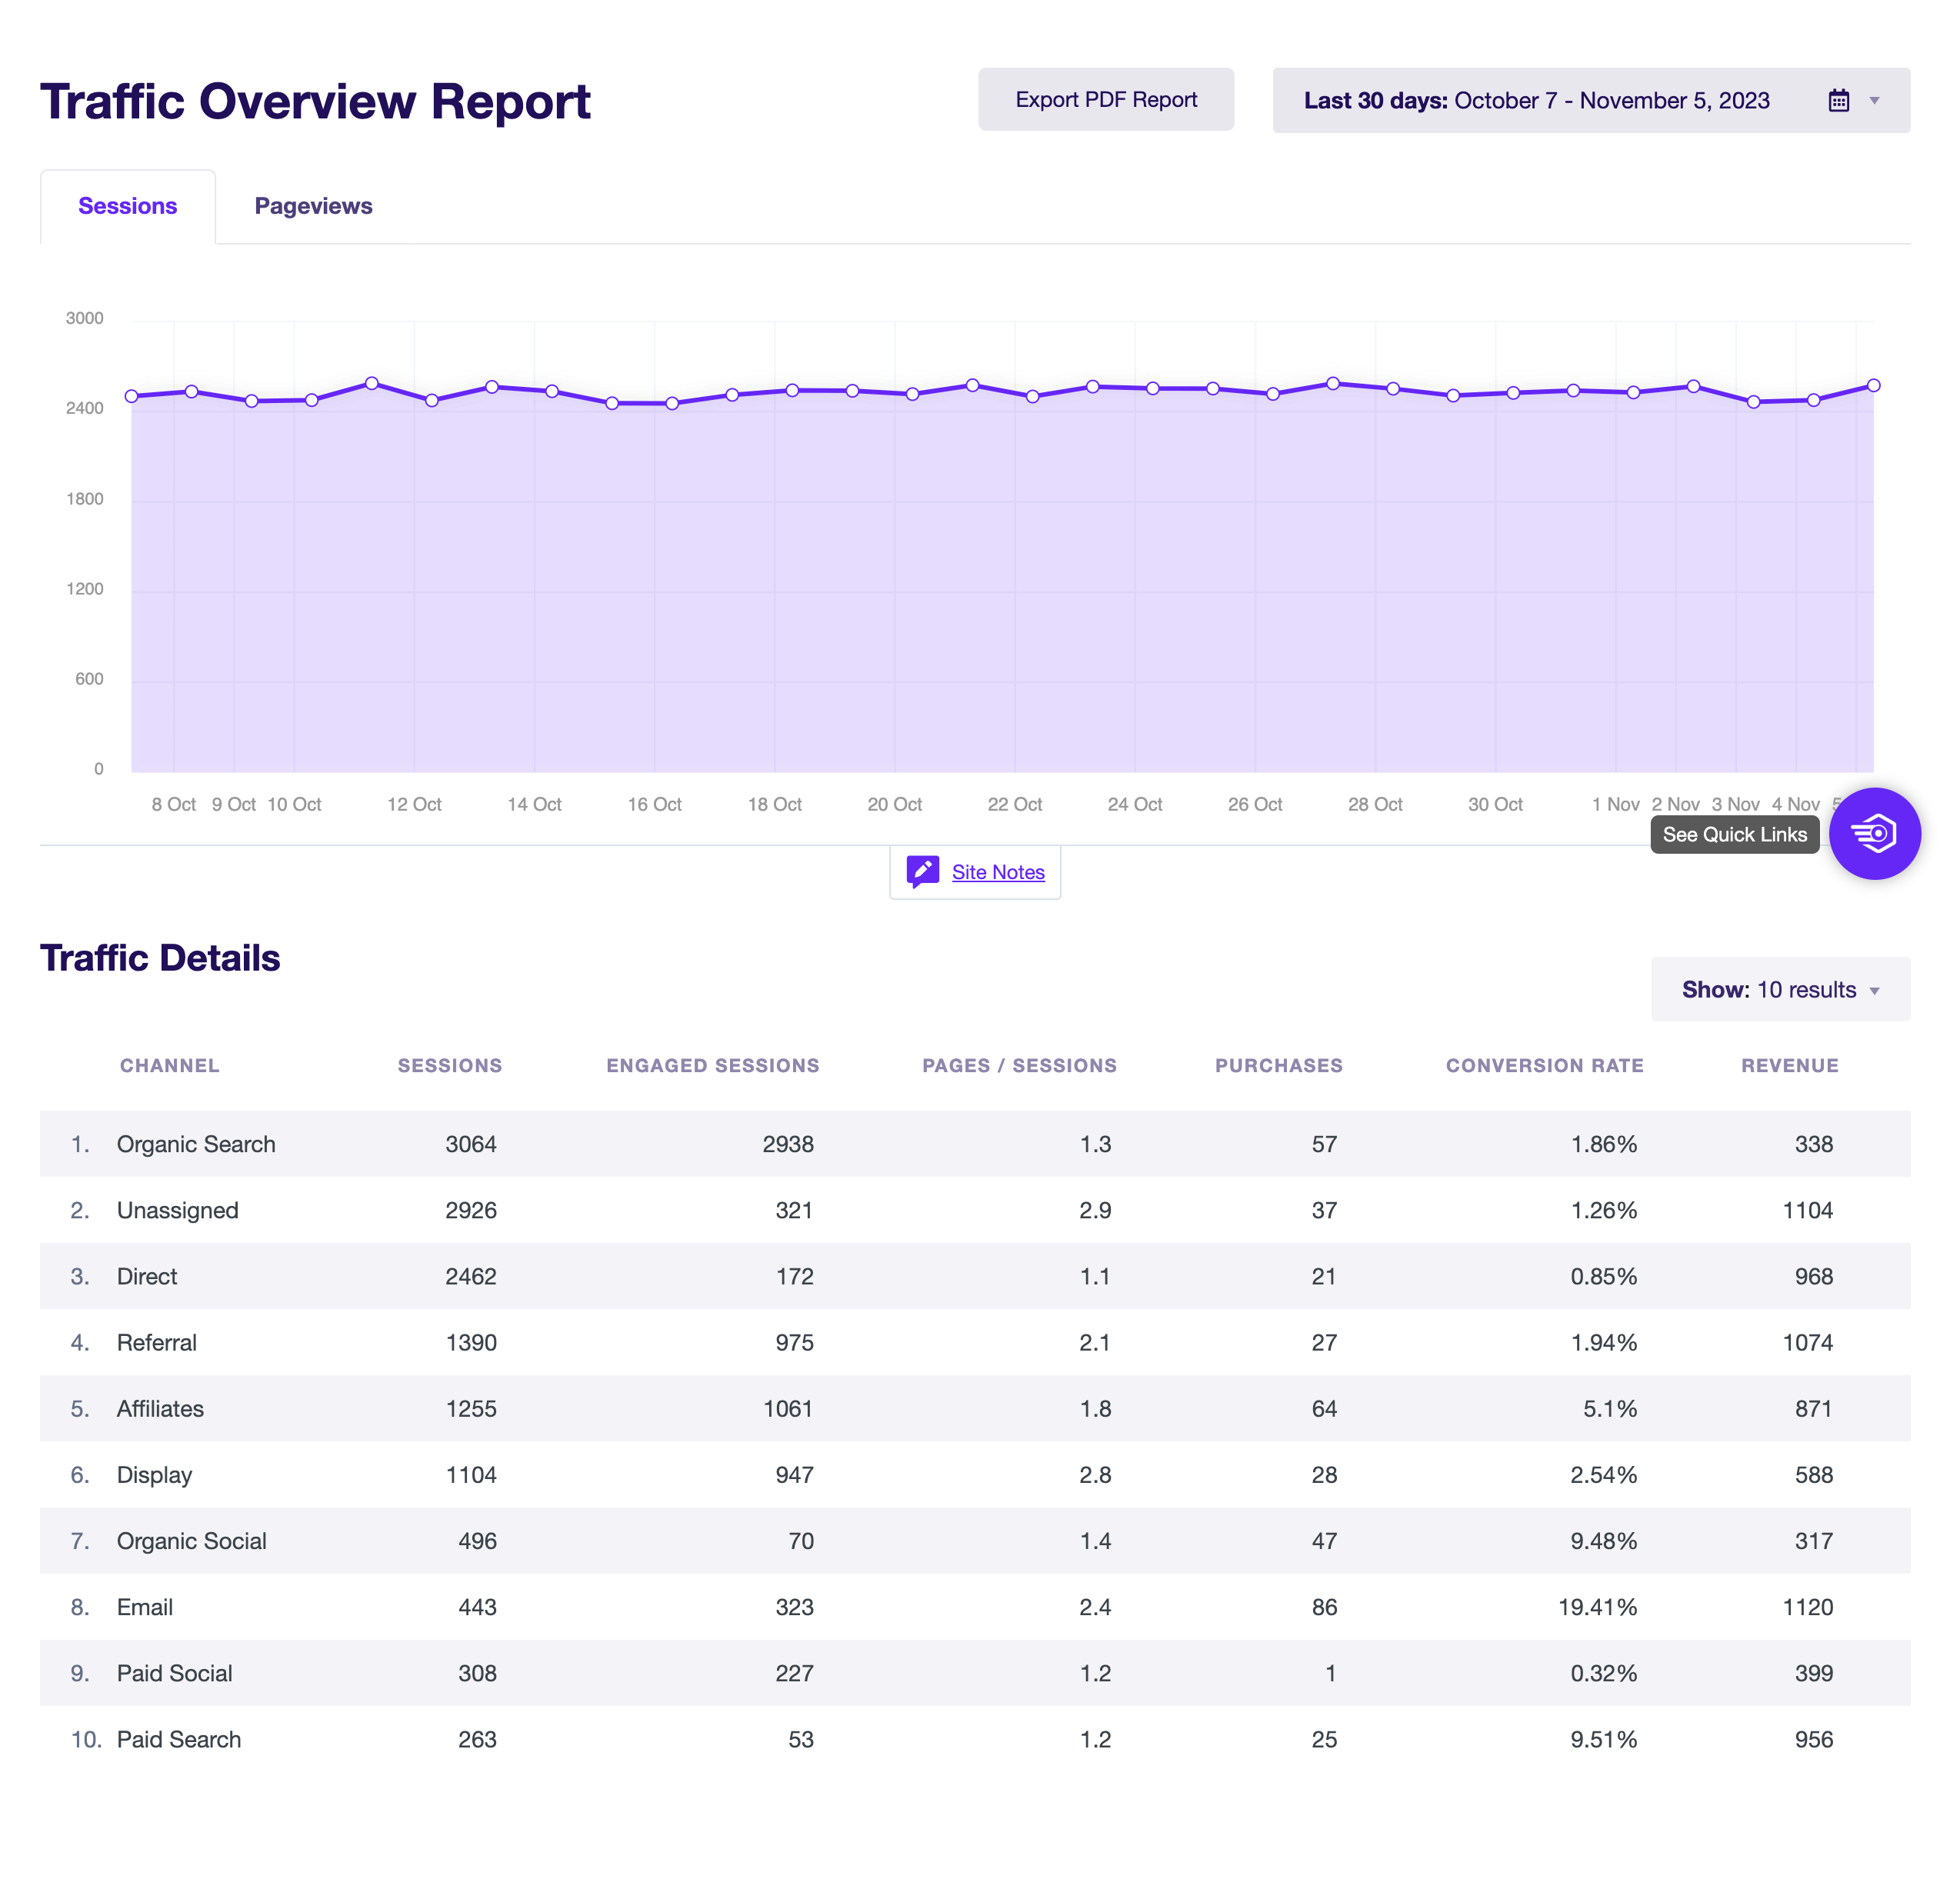 Traffic Overview Report
Export PDF Report
Last 30 days: October 7 - November 5, 2023
Sessions
Pageviews
3000
2400
1800
1200
600
0
8 Oct 9 Oct 10 Oct 12 Oct 14 Oct 16 Oct 18 Oct 20 Oct 22 Oct 24 Oct 26 Oct 28 Oct 30 Oct 1 Nov 2 Nov 3 Nov 4 Nov 5
See Quick Links
Site Notes
Traffic Details
Show: 10 results
CHANNEL SESSIONS ENGAGED SESSIONS PAGES / SESSIONS PURCHASES CONVERSION RATE REVENUE
1. Organic Search 3064 2938 1.3 57 1.86% 338
2. Unassigned 2926 321 2.9 37 1.26% 1104
3. Direct 2462 172 1.1 21 0.85% 968
4. Referral 1390 975 2.1 27 1.94% 1074
5. Affiliates 1255 1061 1.8 64 5.1% 871
6. Display 1104 947 2.8 28 2.54% 588
7. Organic Social 496 70 1.4 47 9.48% 317
8. Email 443 323 2.4 86 19.41% 1120
9. Paid Social 308 227 1.2 1 0.32% 399
10. Paid Search 263 53 1.2 25 9.51% 956